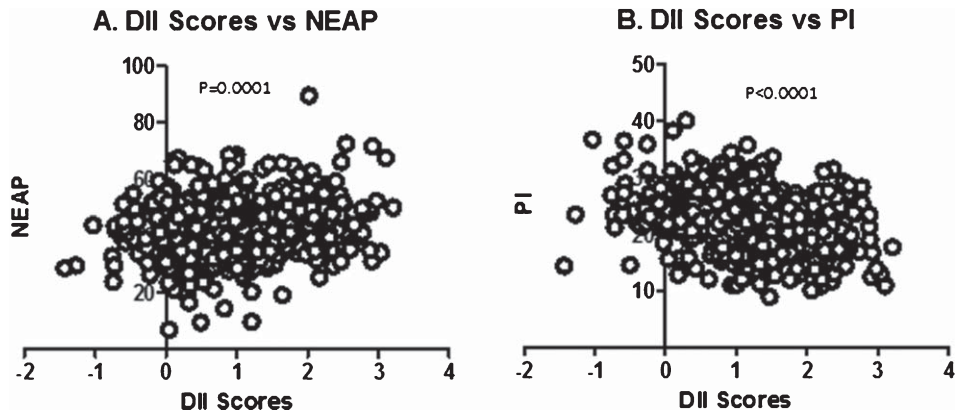 A. DII Scores vs NEAP
100
P=0.0001
80
60
NEAP
20
-2 -1 0 1 2 3 4
DII Scores
B. DII Scores vs PI
50
P<0.0001
40
PI
20
10
-2 -1 0 1 2 3 4
DII Scores